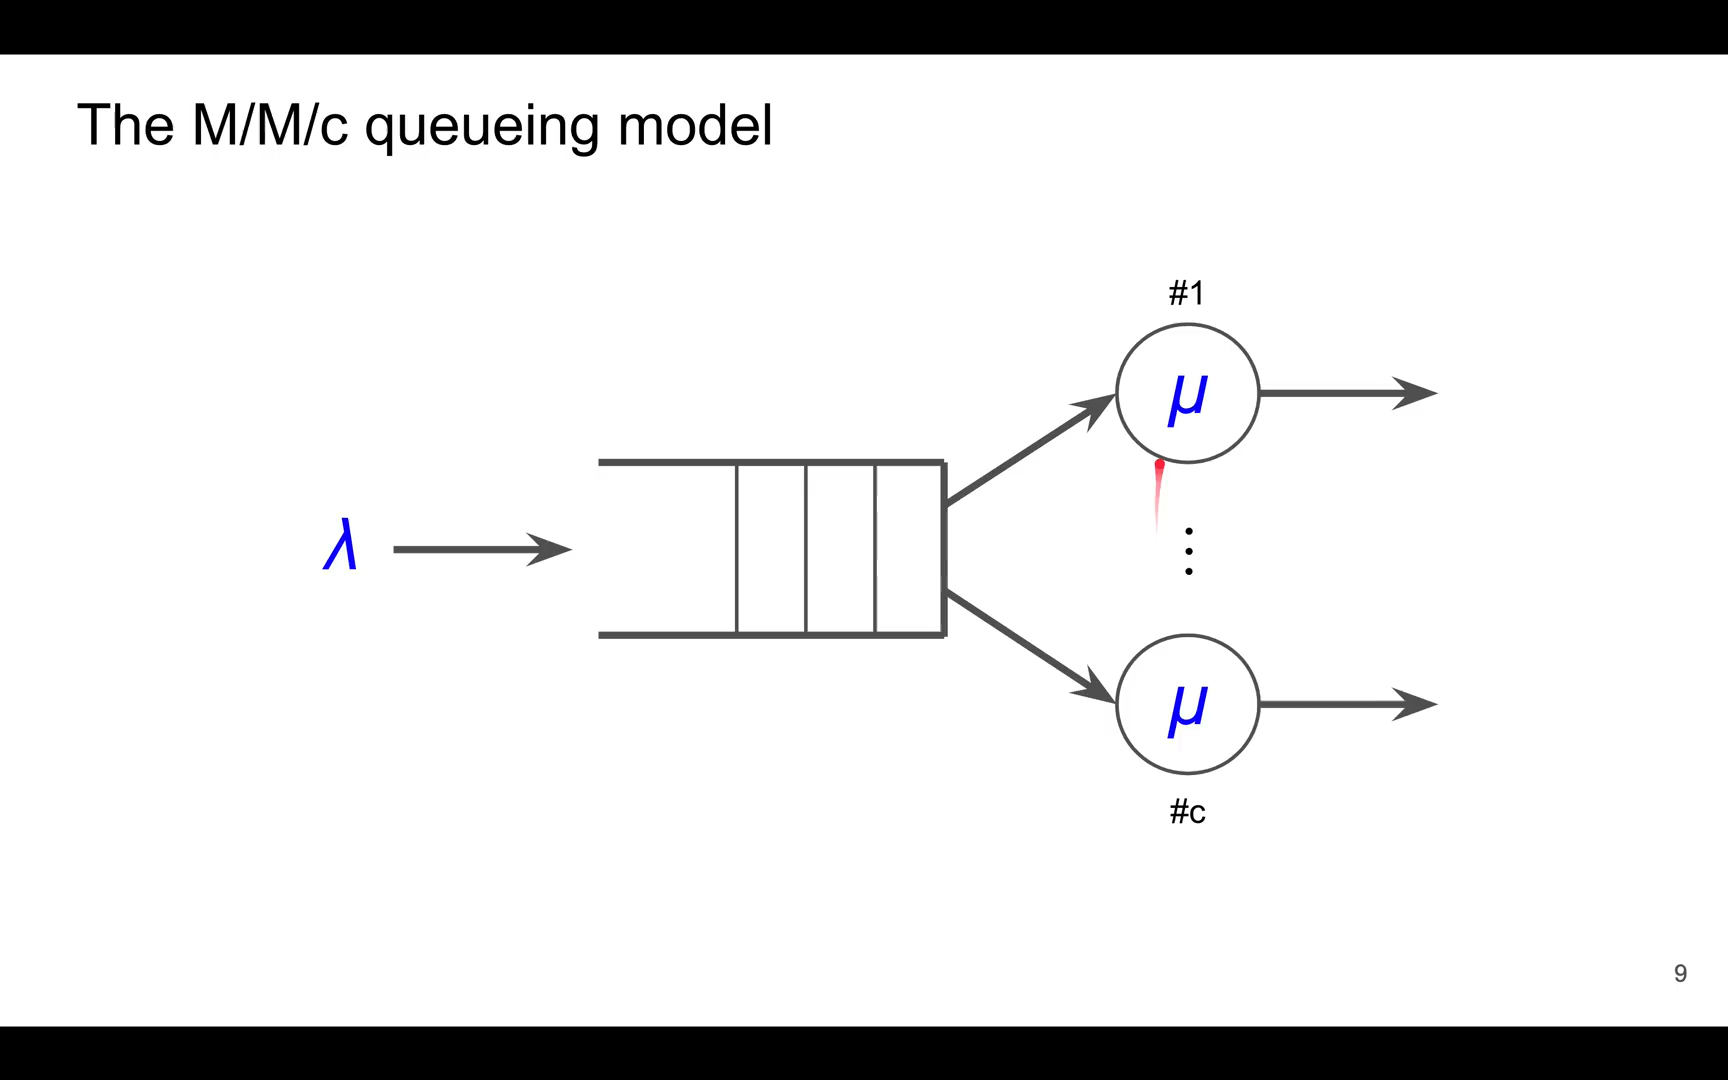 The M/M/c queueing model
#1
μ
λ
⋮
μ
#c
9